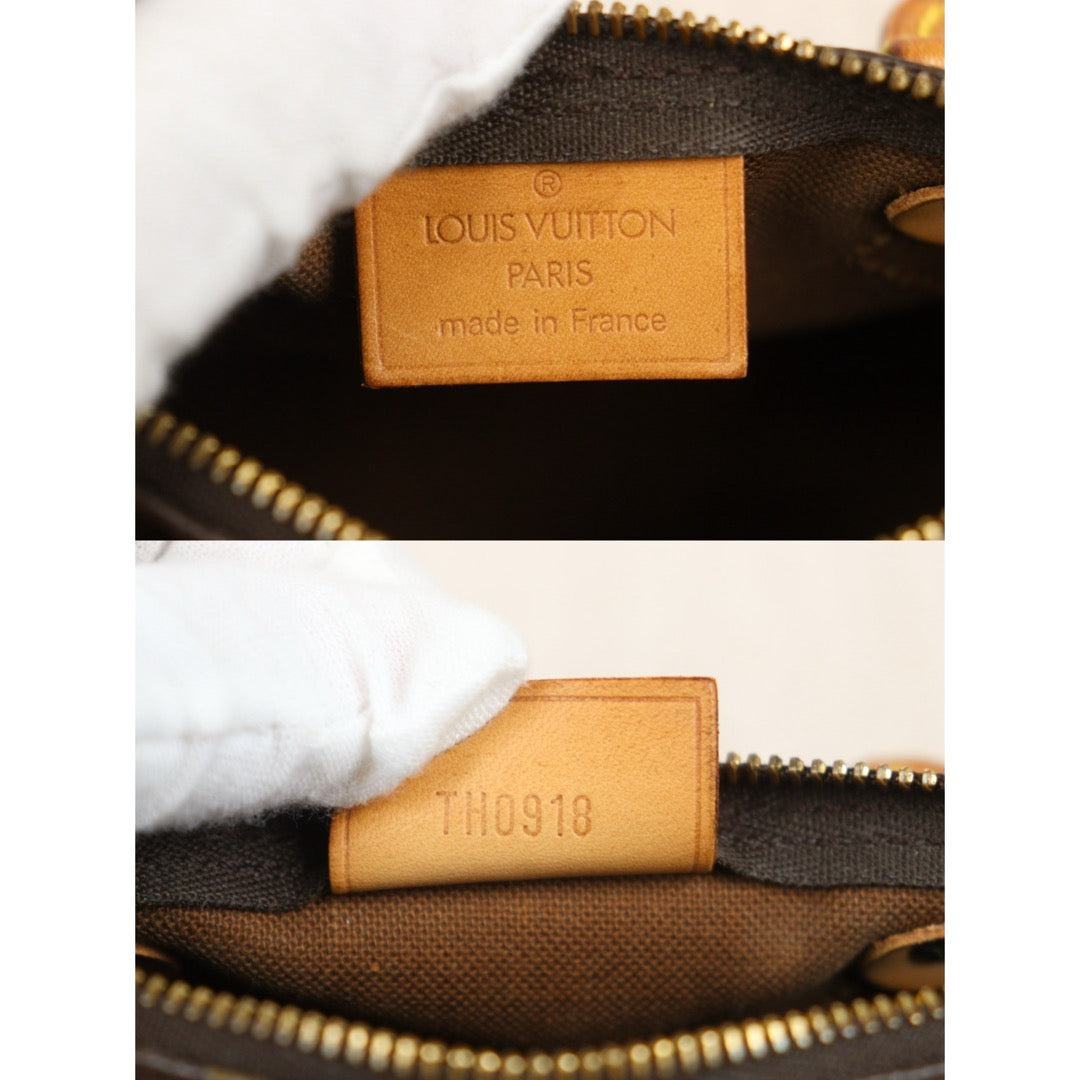 ®
LOUIS VUITTON
PARIS
made in France
TH0918